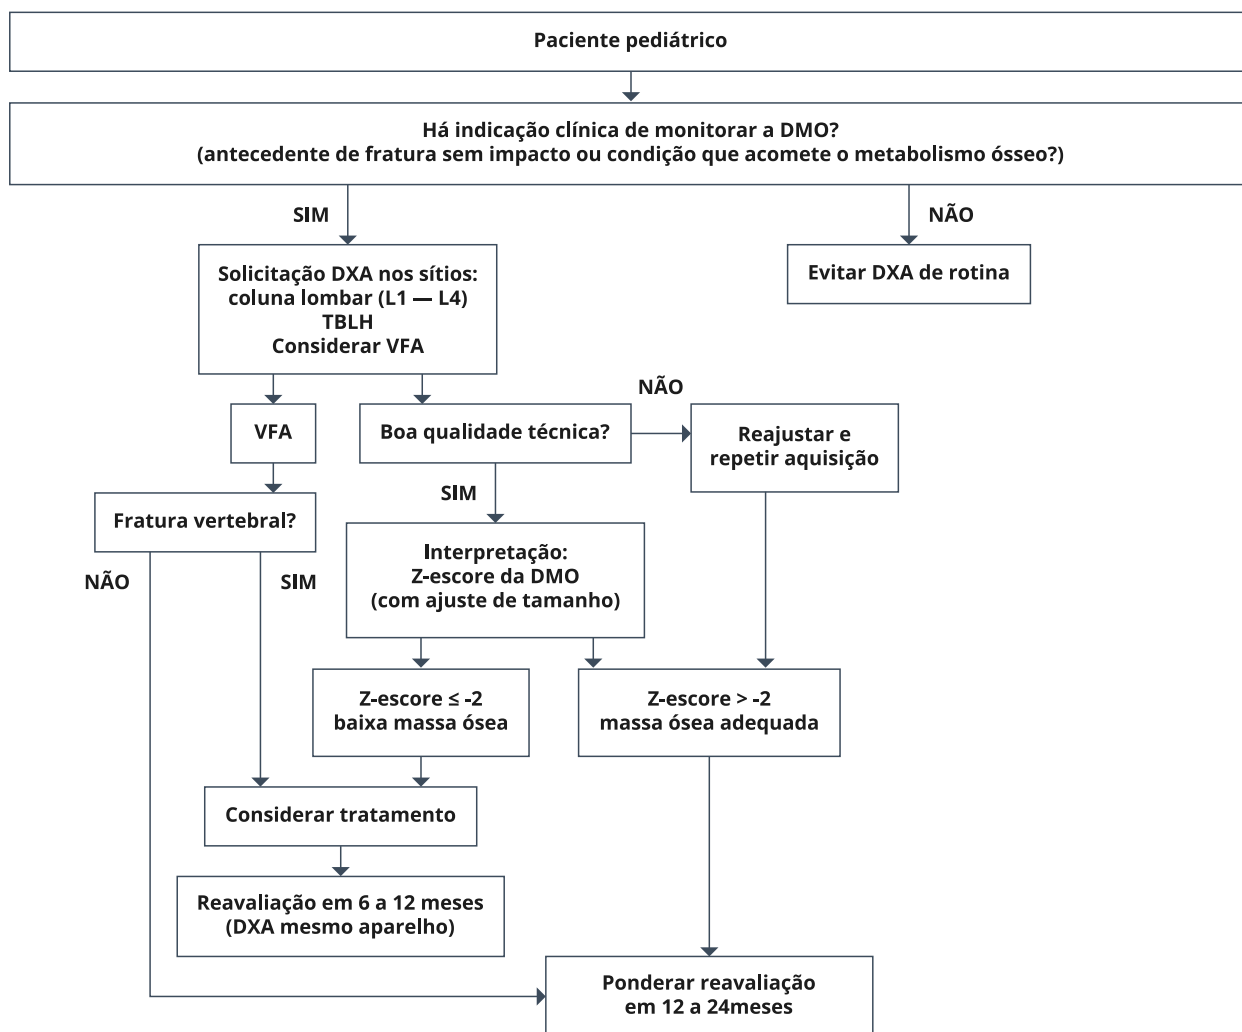 Paciente pediátrico
Há indicação clínica de monitorar a DMO?
(antecedente de fratura sem impacto ou condição que acomete o metabolismo ósseo?)
SIM
NÃO
Solicitação DXA nos sítios:
coluna lombar (L1 — L4)
TBLH
Considerar VFA
Evitar DXA de rotina
NÃO
VFA
Boa qualidade técnica?
Reajustar e
repetir aquisição
SIM
Fratura vertebral?
Interpretação:
Z-escore da DMO
(com ajuste de tamanho)
NÃO
SIM
Z-escore ≤ -2
baixa massa ósea
Z-escore > -2
massa ósea adequada
Considerar tratamento
Reavaliação em 6 a 12 meses
(DXA mesmo aparelho)
Ponderar reavaliação
em 12 a 24meses